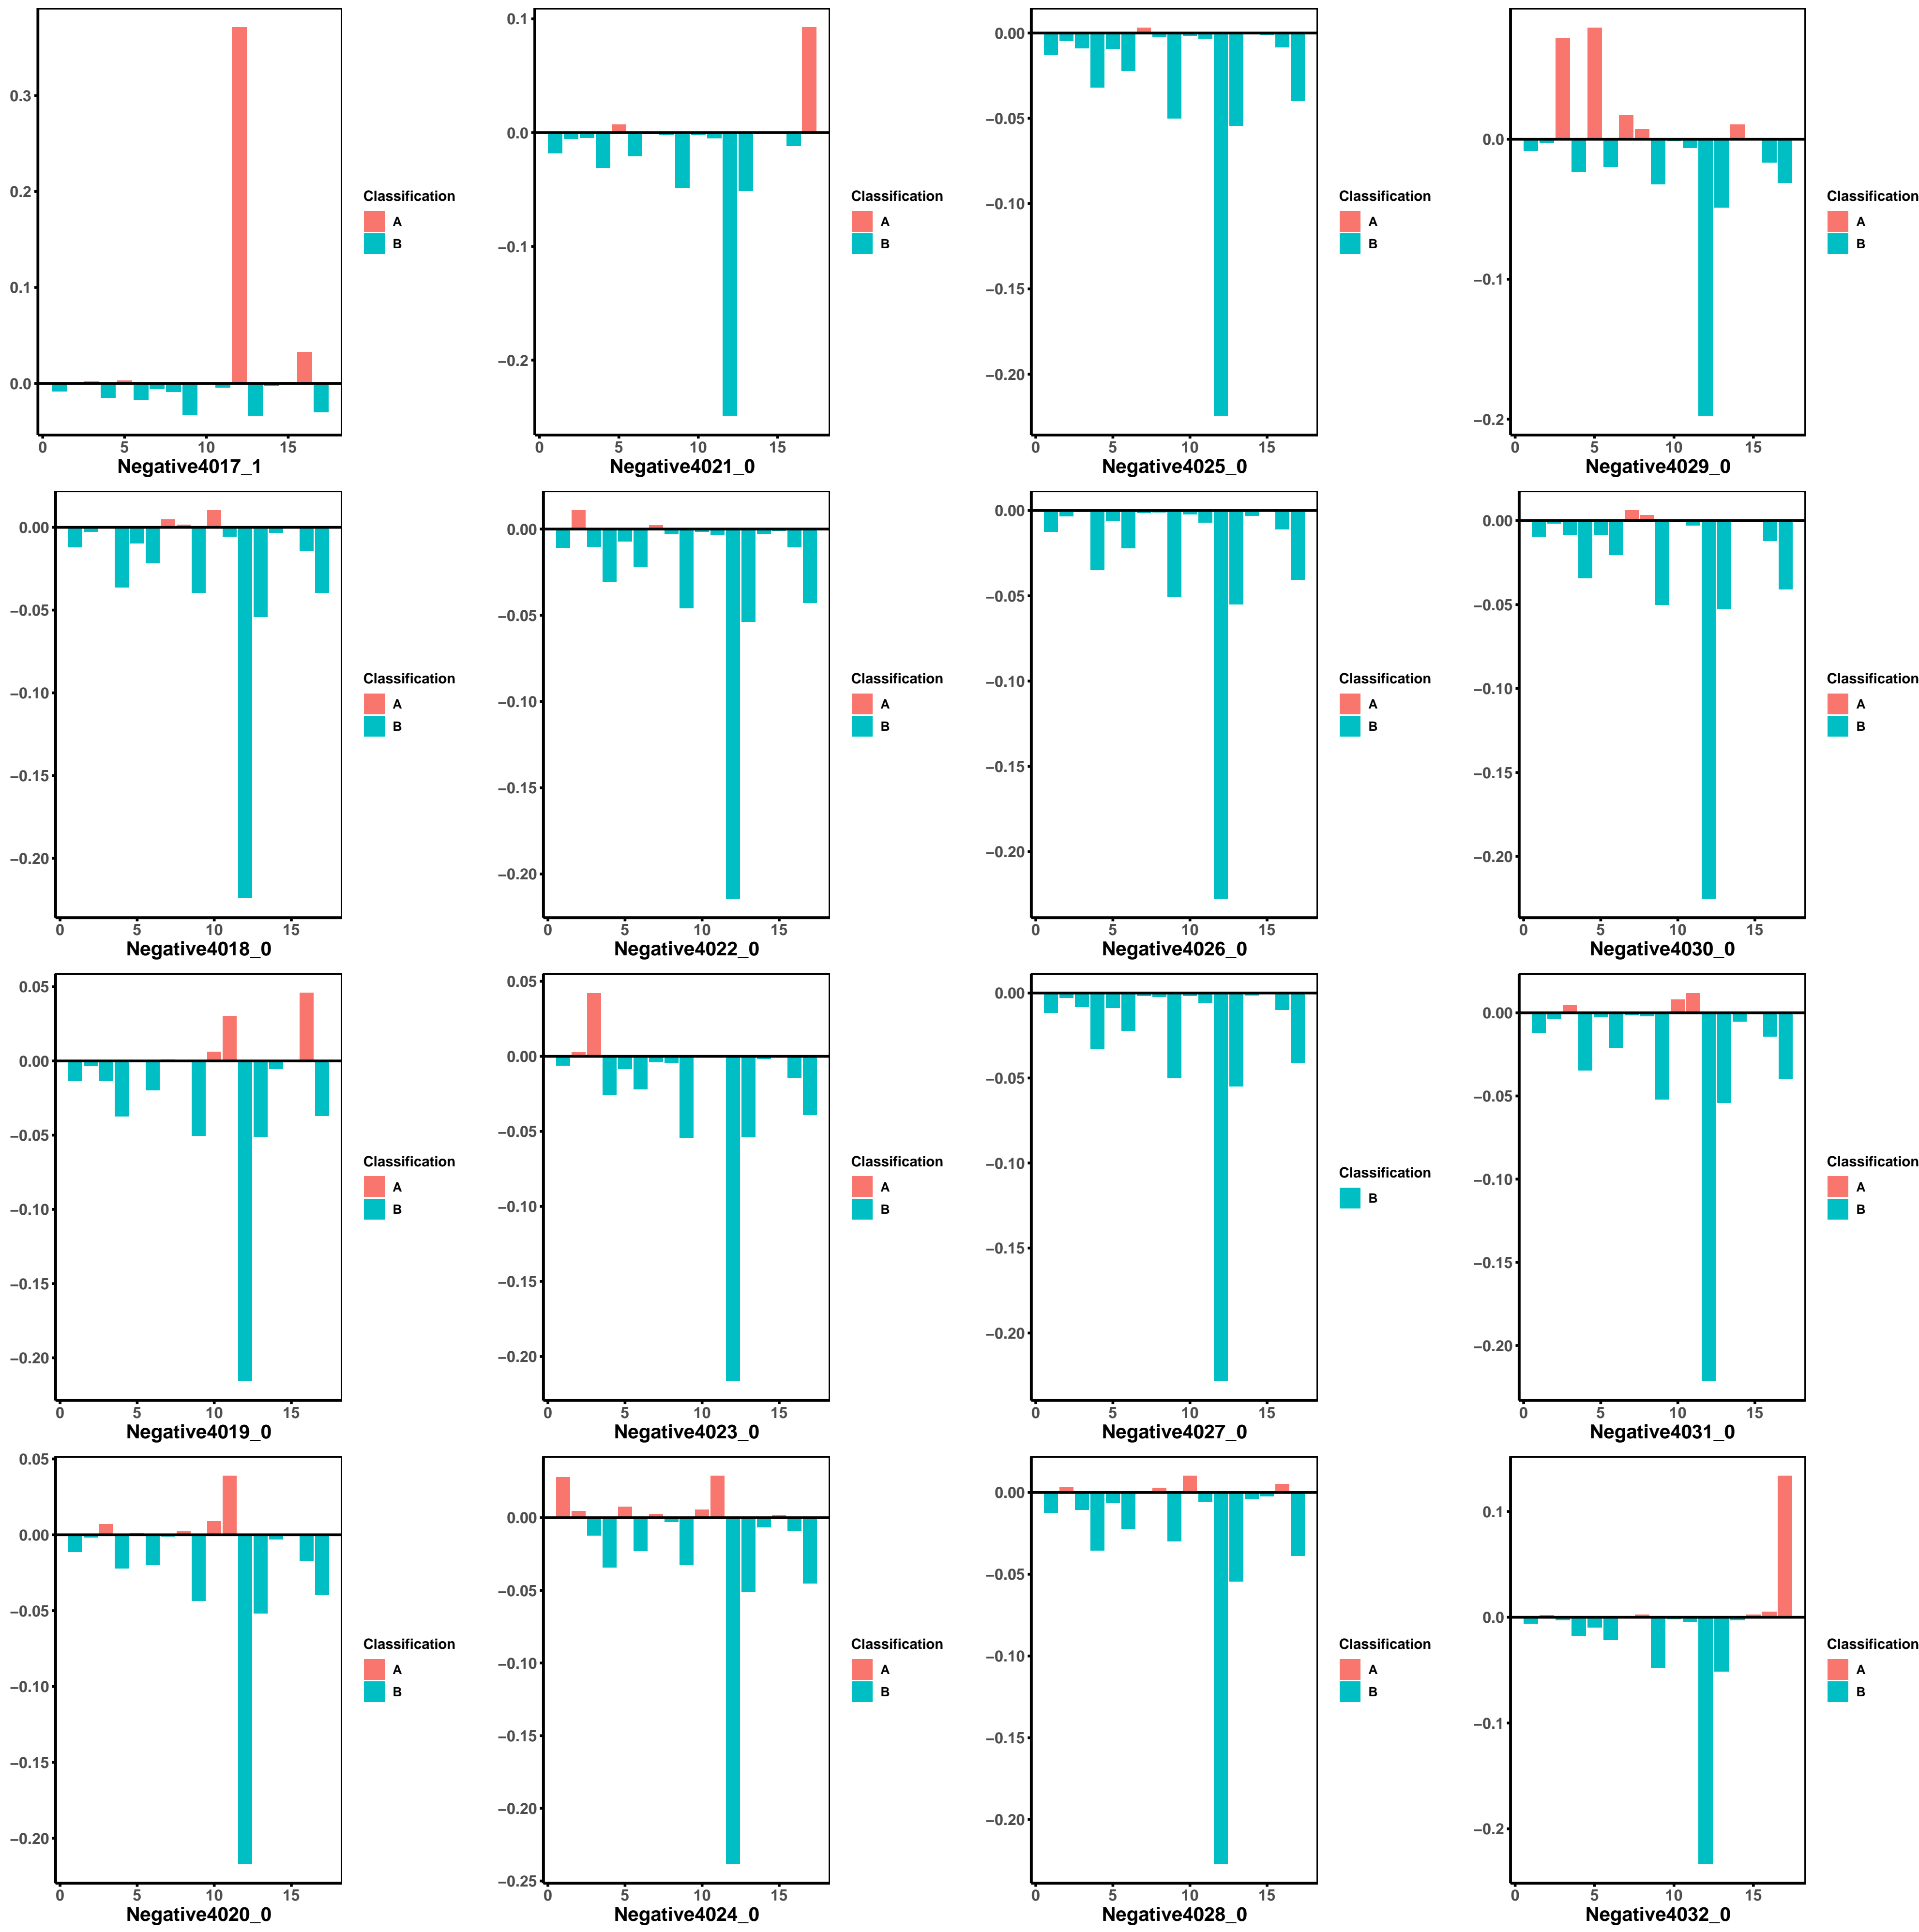 0.3
0.2
0.1
0.0
Classification
A
B
0 5 10 15
Negative4017_1
0.1
0.0
−0.1
−0.2
Classification
A
B
0 5 10 15
Negative4021_0
0.00
−0.05
−0.10
−0.15
−0.20
Classification
A
B
0 5 10 15
Negative4025_0
0.0
−0.1
−0.2
Classification
A
B
0 5 10 15
Negative4029_0
0.00
−0.05
−0.10
−0.15
−0.20
Classification
A
B
0 5 10 15
Negative4018_0
0.00
−0.05
−0.10
−0.15
−0.20
Classification
A
B
0 5 10 15
Negative4022_0
0.00
−0.05
−0.10
−0.15
−0.20
Classification
A
B
0 5 10 15
Negative4026_0
0.00
−0.05
−0.10
−0.15
−0.20
Classification
A
B
0 5 10 15
Negative4030_0
0.05
0.00
−0.05
−0.10
−0.15
−0.20
Classification
A
B
0 5 10 15
Negative4019_0
0.05
0.00
−0.05
−0.10
−0.15
−0.20
Classification
A
B
0 5 10 15
Negative4023_0
0.00
−0.05
−0.10
−0.15
−0.20
Classification
B
0 5 10 15
Negative4027_0
0.00
−0.05
−0.10
−0.15
−0.20
Classification
A
B
0 5 10 15
Negative4031_0
0.05
0.00
−0.05
−0.10
−0.15
−0.20
Classification
A
B
0 5 10 15
Negative4020_0
0.00
−0.05
−0.10
−0.15
−0.20
−0.25
Classification
A
B
0 5 10 15
Negative4024_0
0.00
−0.05
−0.10
−0.15
−0.20
Classification
A
B
0 5 10 15
Negative4028_0
0.1
0.0
−0.1
−0.2
Classification
A
B
0 5 10 15
Negative4032_0